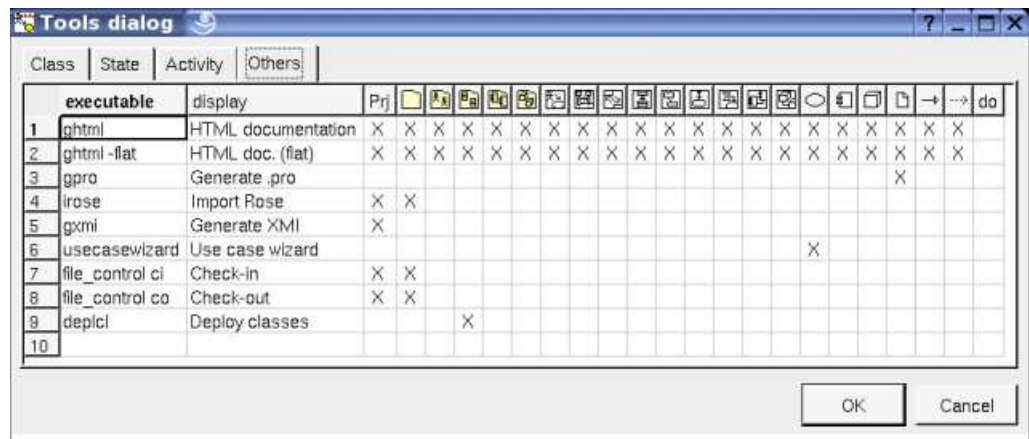 Tools dialog
Class State Activity Others
executable display Prj do
1 ghtml HTML documentation X X X X X X X X X X X X X X X X X X X X X
2 ghtml -flat HTML doc. (flat) X X X X X X X X X X X X X X X X X X X X X
3 gpro Generate .pro X
4 irose Import Rose X X
5 gxmi Generate XMI X
6 usecasewizard Use case wizard X
7 file_control ci Check-in X X
8 file_control co Check-out X X
9 deplcl Deploy classes X
10
OK Cancel